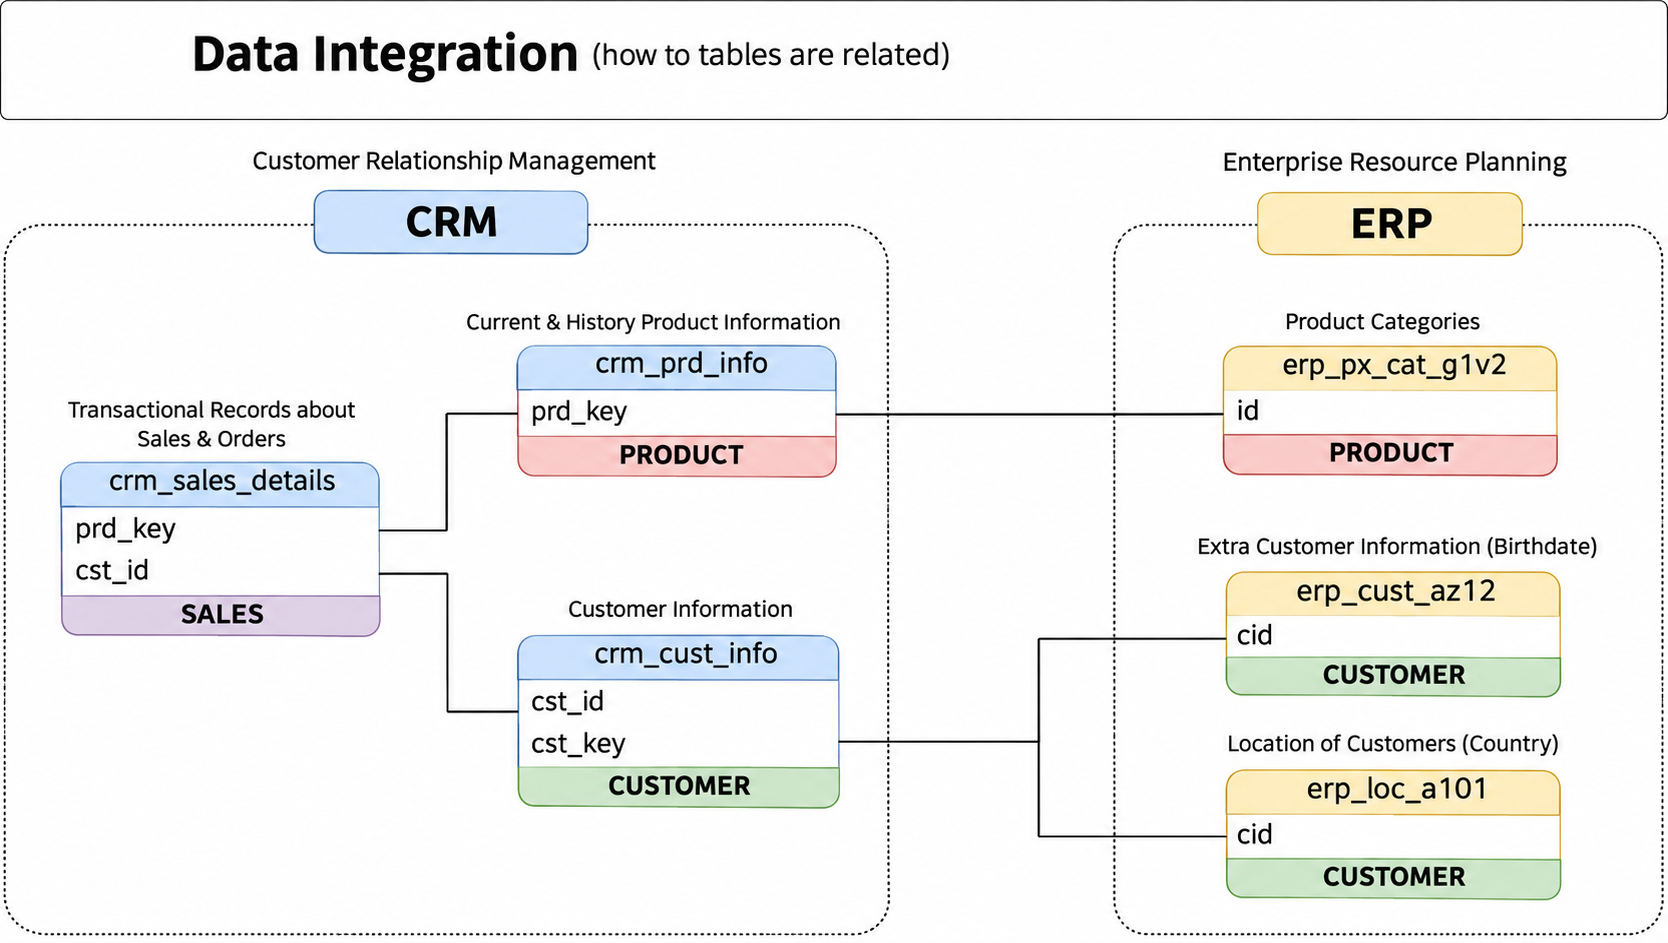 Data Integration (how to tables are related)
Customer Relationship Management
CRM
Enterprise Resource Planning
ERP
Current & History Product Information
crm_prd_info
prd_key
PRODUCT
Product Categories
erp_px_cat_g1v2
id
PRODUCT
Transactional Records about
Sales & Orders
crm_sales_details
prd_key
cst_id
SALES
Customer Information
crm_cust_info
cst_id
cst_key
CUSTOMER
Extra Customer Information (Birthdate)
erp_cust_az12
cid
CUSTOMER
Location of Customers (Country)
erp_loc_a101
cid
CUSTOMER